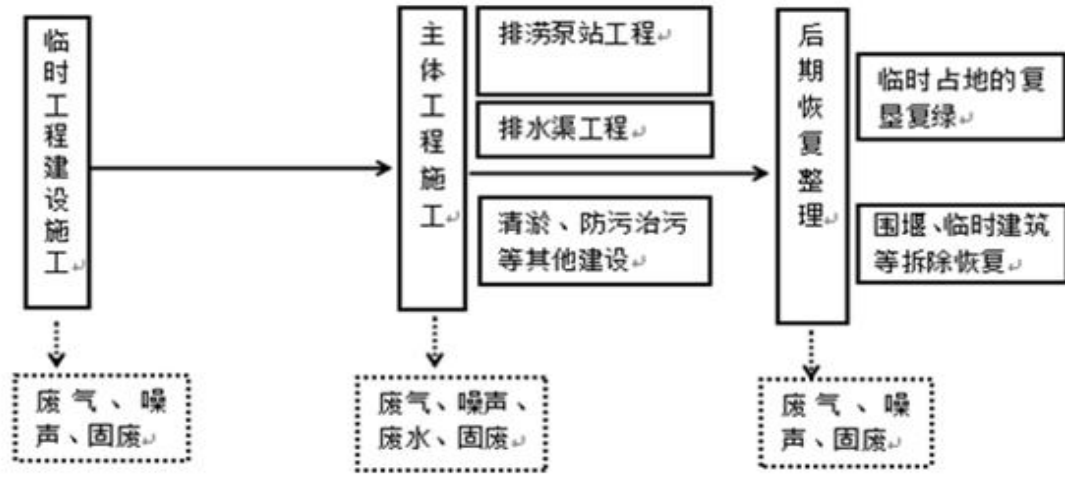 临时工程建设施工
主体工程施工
排涝泵站工程
排水渠工程
清淤、防污治污
等其他建设
后期恢复整理
临时占地的复
垦复绿
围堰、临时建筑
等拆除恢复
废气、噪
声、固废
废气、噪声、
废水、固废
废气、噪
声、固废